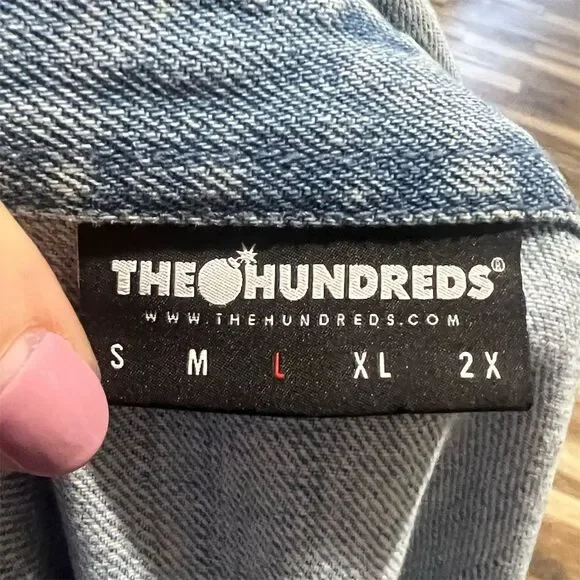 THE HUNDREDS®
WWW.THEHUNDREDS.COM
S M L XL 2X